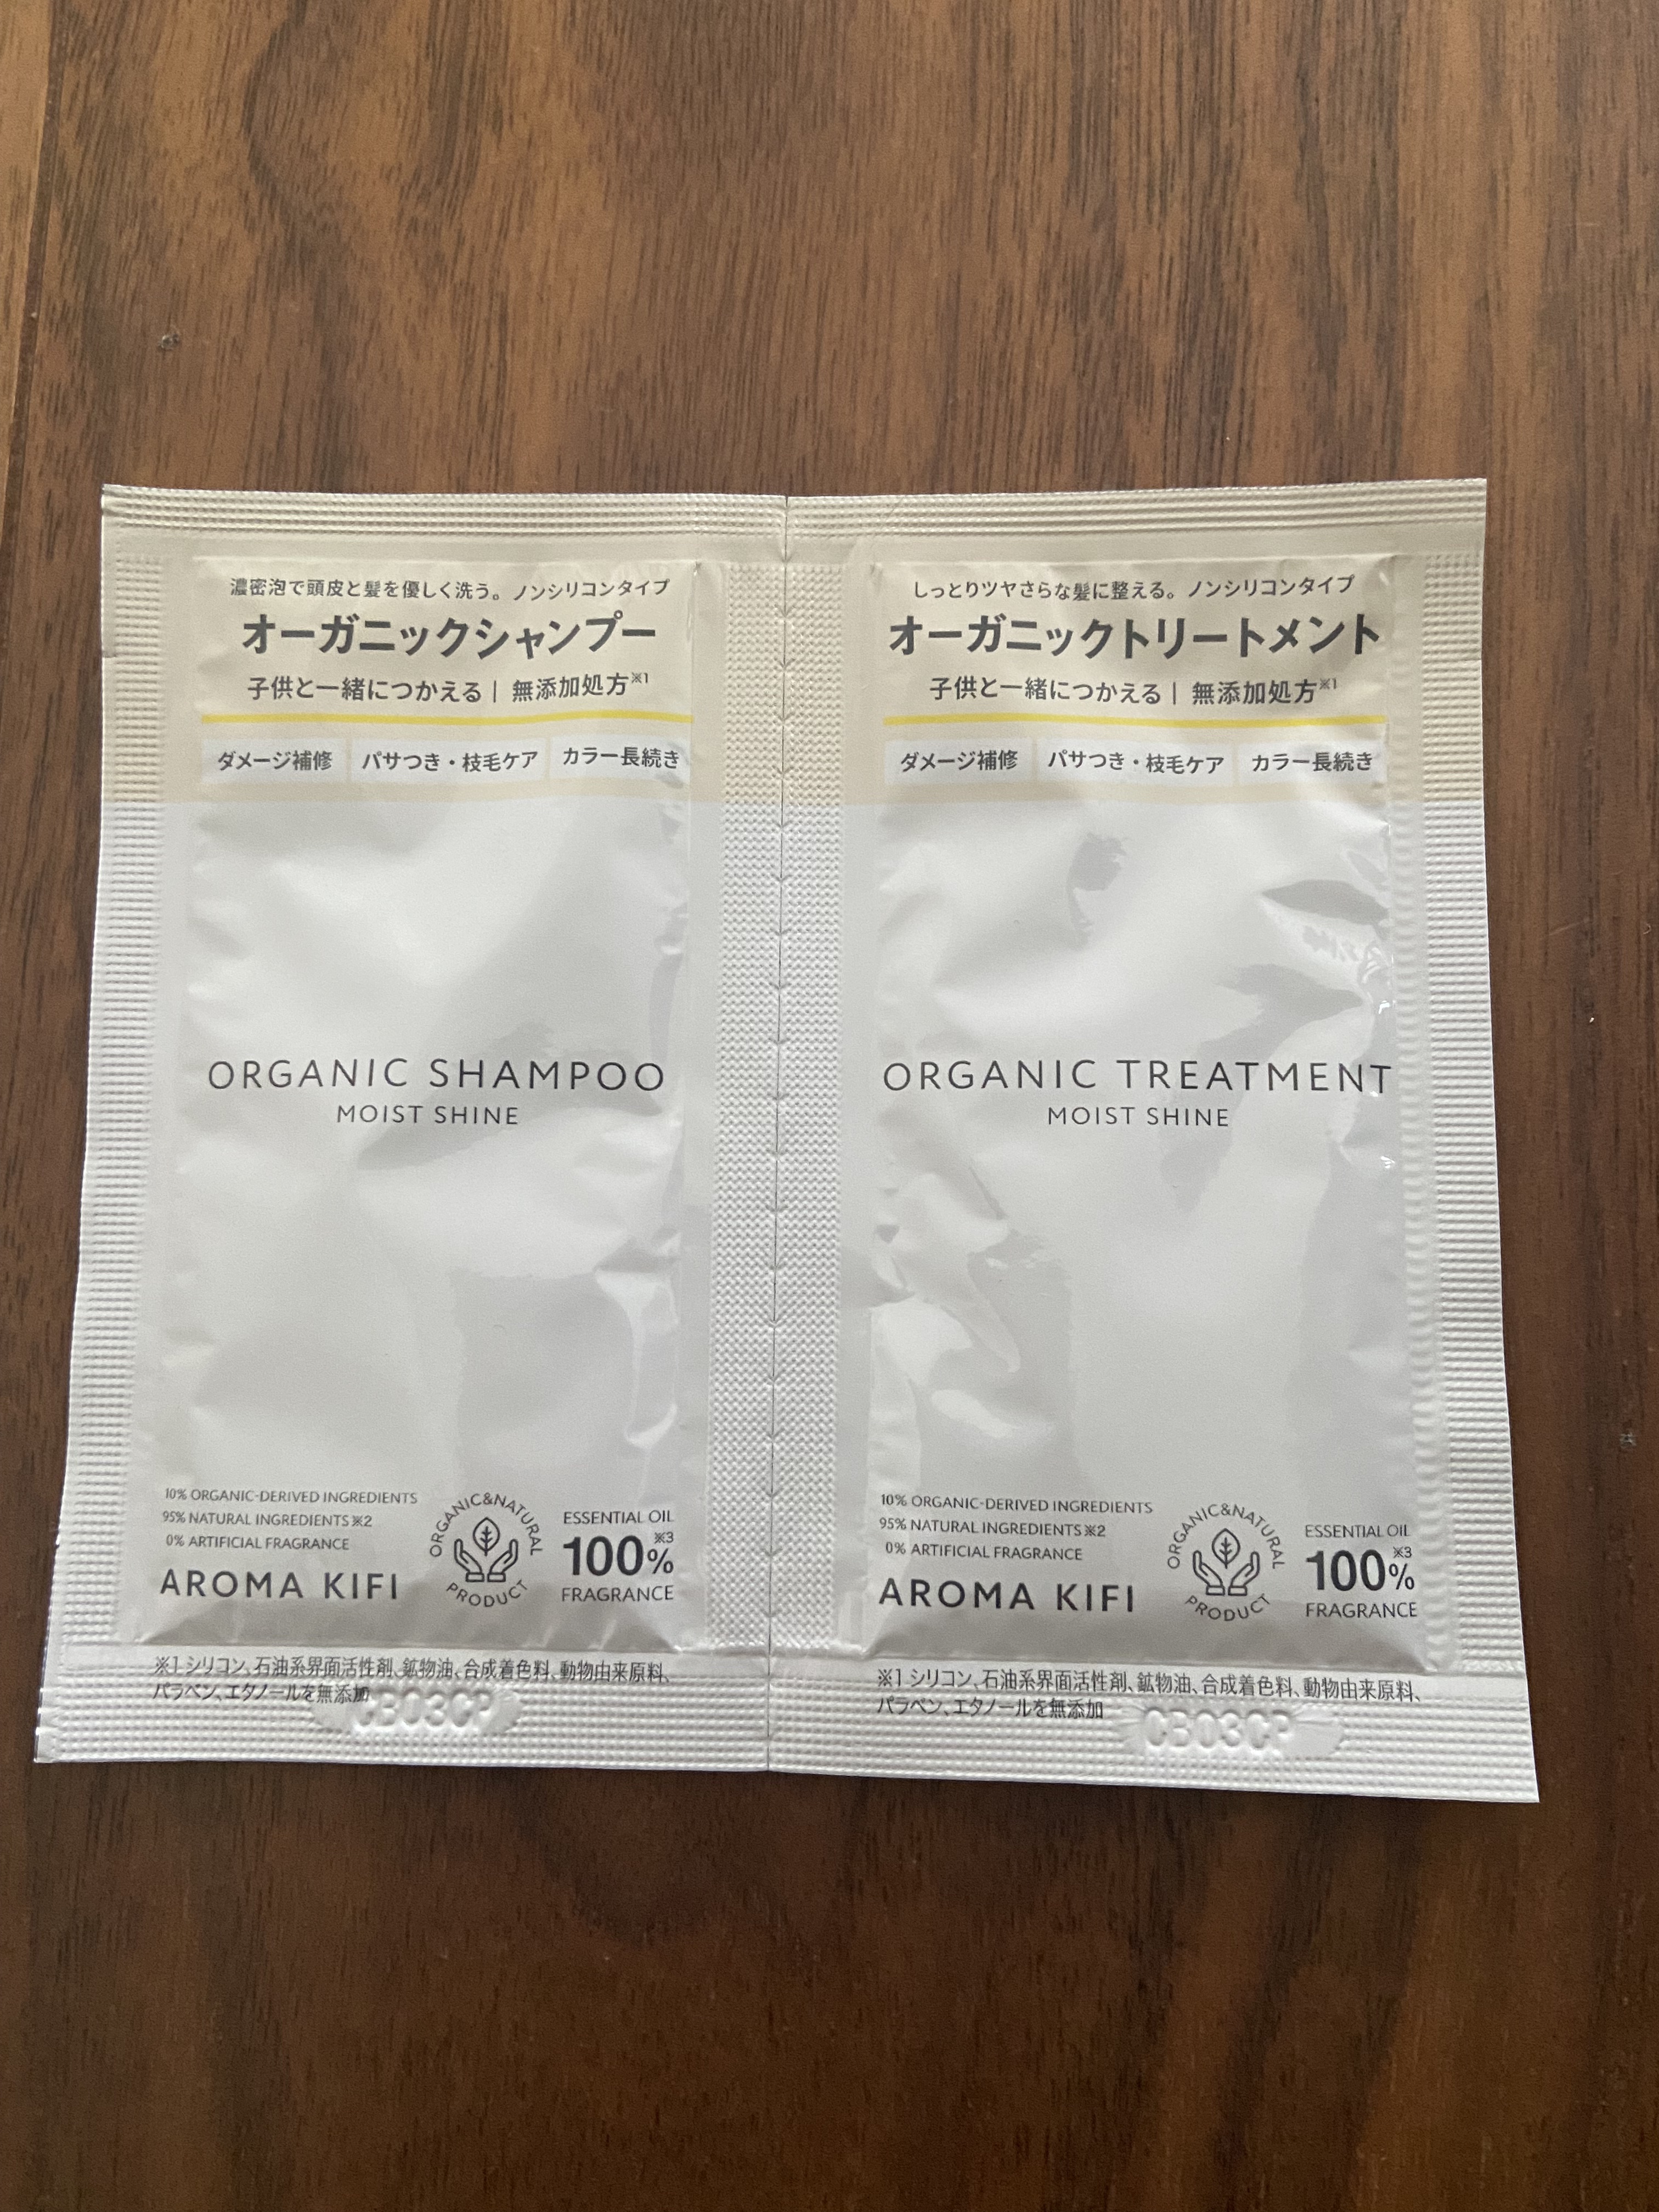 濃密泡で頭皮と髪を優しく洗う。ノンシリコンタイプ
オーガニックシャンプー
子供と一緒につかえる | 無添加処方※1
ダメージ補修 パサつき・枝毛ケア カラー長続き
ORGANIC SHAMPOO
MOIST SHINE
10% ORGANIC-DERIVED INGREDIENTS
95% NATURAL INGREDIENTS※2
0% ARTIFICIAL FRAGRANCE
AROMA KIFI
ORGANIC&NATURAL
PRODUCT
ESSENTIAL OIL
100%※3
FRAGRANCE
※1 シリコン、石油系界面活性剤、鉱物油、合成着色料、動物由来原料、
パラベン、エタノールを無添加
CBO3CP
しっとりツヤさらな髪に整える。ノンシリコンタイプ
オーガニックトリートメント
子供と一緒につかえる | 無添加処方※1
ダメージ補修 パサつき・枝毛ケア カラー長続き
ORGANIC TREATMENT
MOIST SHINE
10% ORGANIC-DERIVED INGREDIENTS
95% NATURAL INGREDIENTS※2
0% ARTIFICIAL FRAGRANCE
AROMA KIFI
ORGANIC&NATURAL
PRODUCT
ESSENTIAL OIL
100%※3
FRAGRANCE
※1 シリコン、石油系界面活性剤、鉱物油、合成着色料、動物由来原料、
パラベン、エタノールを無添加
CBO3CP